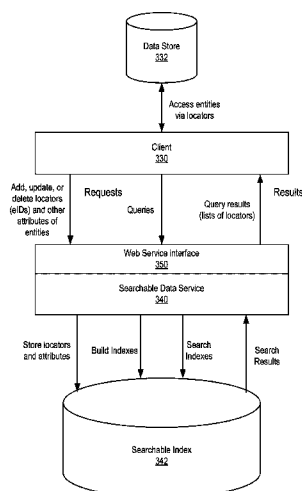 Data Store
332
Access entities
via locators
Client
330
Add, update, or
delete locators
(eIDs) and other
attributes of
entities
Requests
Queries
Query results
(lists of locators)
Results
Web Service interface
350
Searchable Data Service
340
Store locators
and attributes
Build Indexes
Search
Indexes
Search
Results
Searchable Index
342